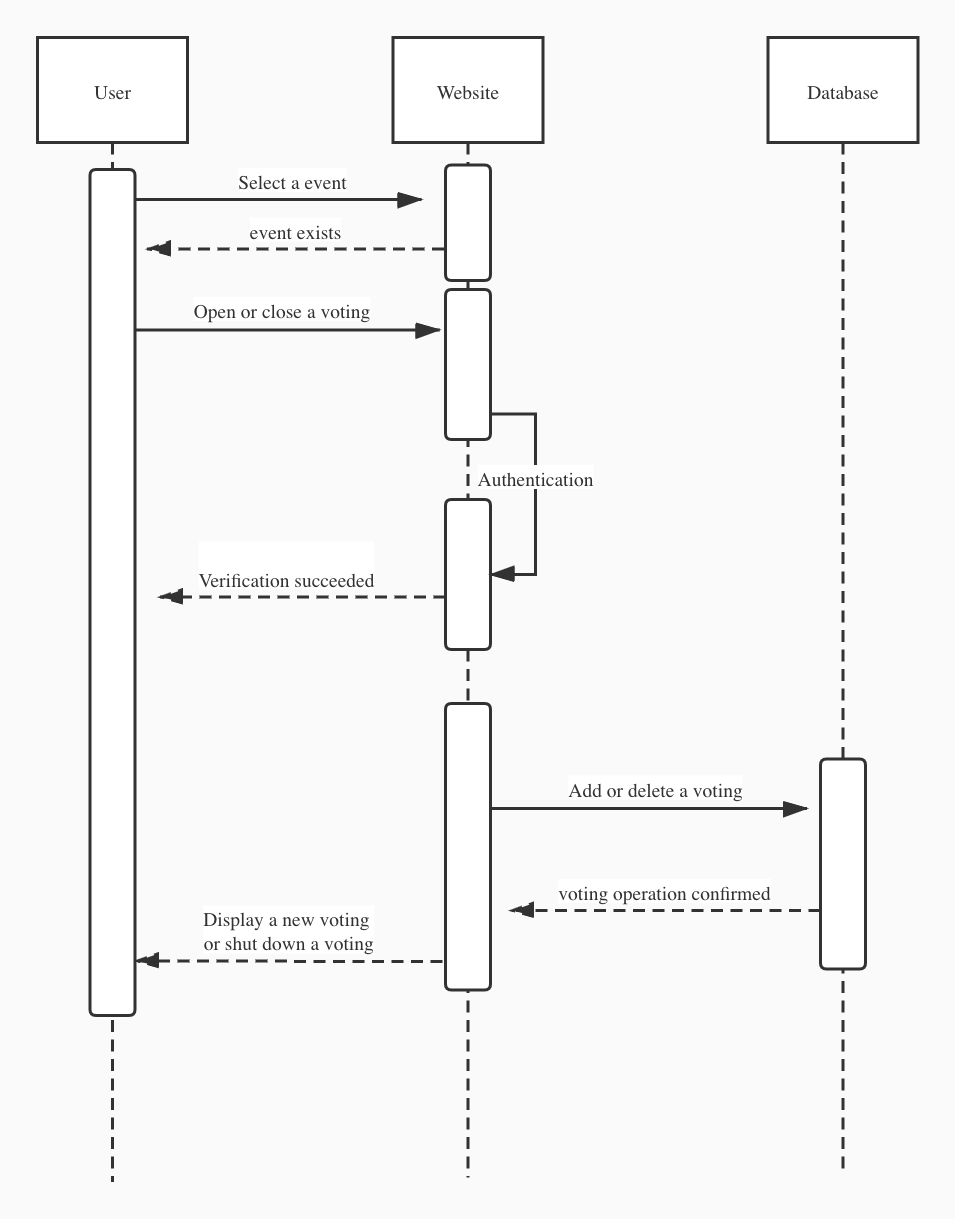 User
Website
Database
Select a event
event exists
Open or close a voting
Authentication
Verification succeeded
Add or delete a voting
voting operation confirmed
Display a new voting
or shut down a voting